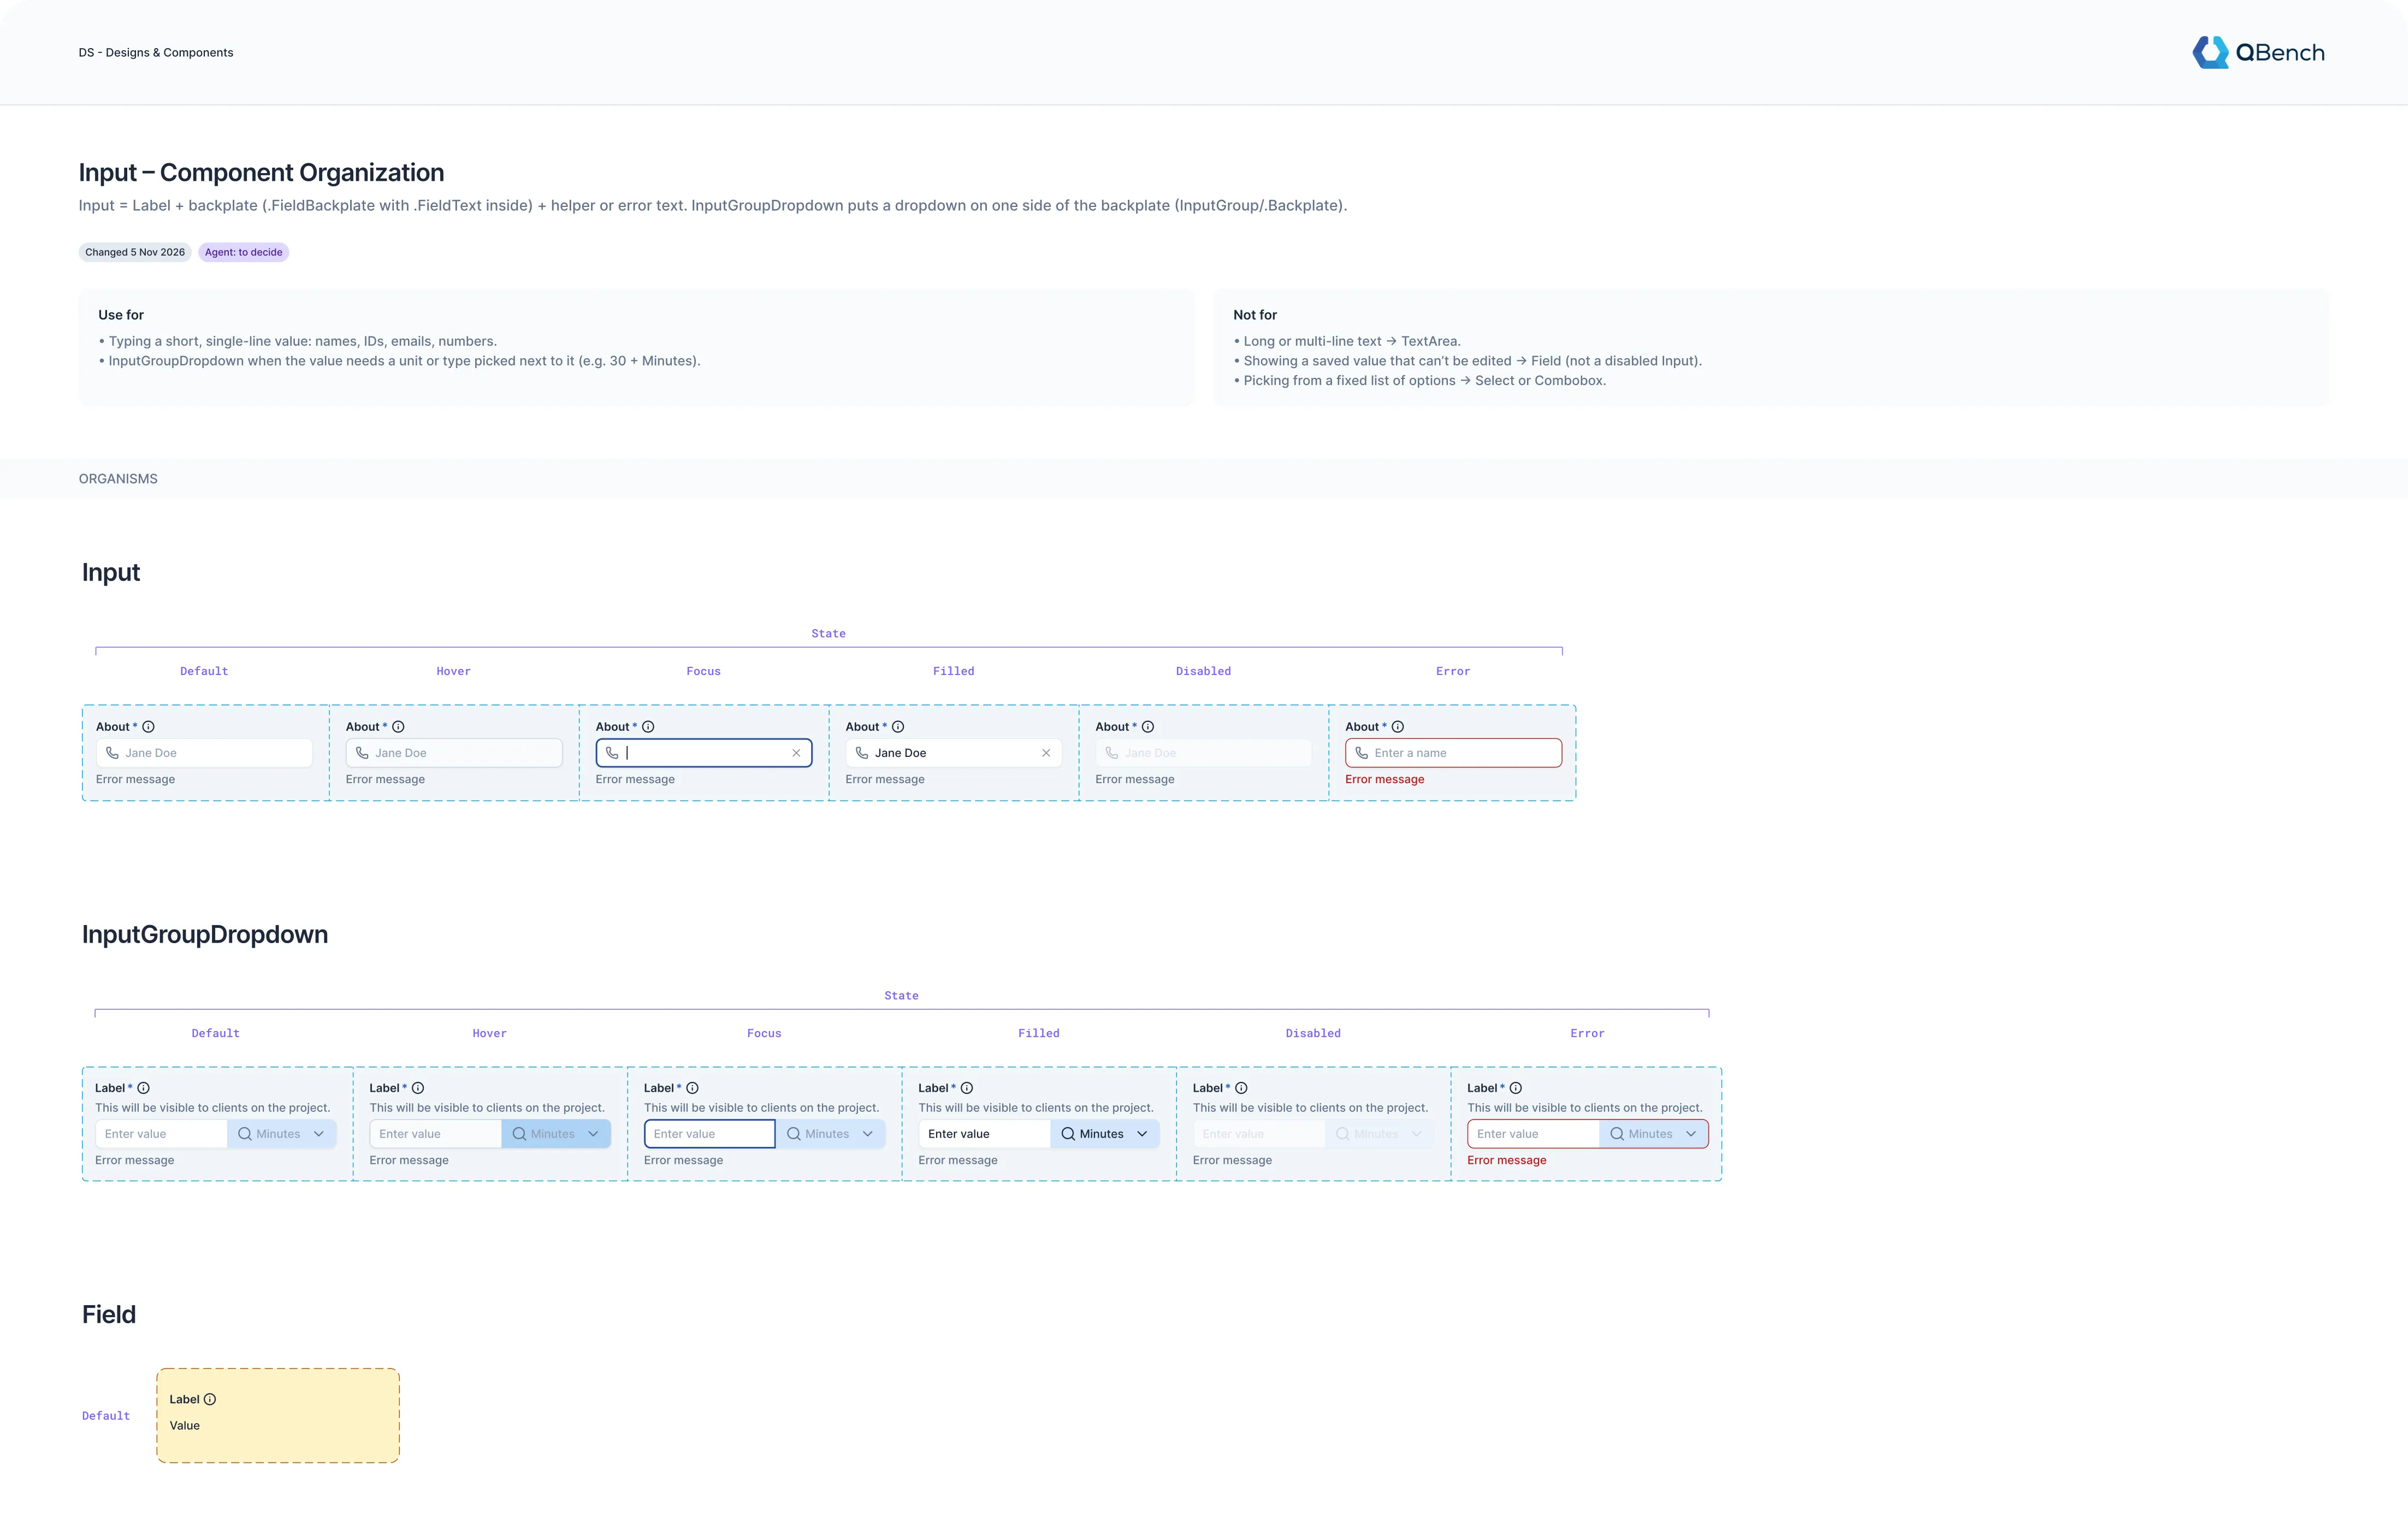 DS - Designs & Components
QBench
Input – Component Organization
Input = Label + backplate (.FieldBackplate with .FieldText inside) + helper or error text. InputGroupDropdown puts a dropdown on one side of the backplate (InputGroup/.Backplate).
Changed 5 Nov 2026 Agent: to decide
Use for
• Typing a short, single-line value: names, IDs, emails, numbers.
• InputGroupDropdown when the value needs a unit or type picked next to it (e.g. 30 + Minutes).
Not for
• Long or multi-line text → TextArea.
• Showing a saved value that can't be edited → Field (not a disabled Input).
• Picking from a fixed list of options → Select or Combobox.
ORGANISMS
Input
State
Default Hover Focus Filled Disabled Error
About * About * About * About * About * About *
Jane Doe Jane Doe Jane Doe Jane Doe Enter a name
Error message Error message Error message Error message Error message Error message
InputGroupDropdown
State
Default Hover Focus Filled Disabled Error
Label * Label * Label * Label * Label * Label *
This will be visible to clients on the project. This will be visible to clients on the project. This will be visible to clients on the project. This will be visible to clients on the project. This will be visible to clients on the project. This will be visible to clients on the project.
Enter value Minutes Enter value Minutes Enter value Minutes Enter value Minutes Enter value Minutes Enter value Minutes
Error message Error message Error message Error message Error message Error message
Field
Default
Label
Value